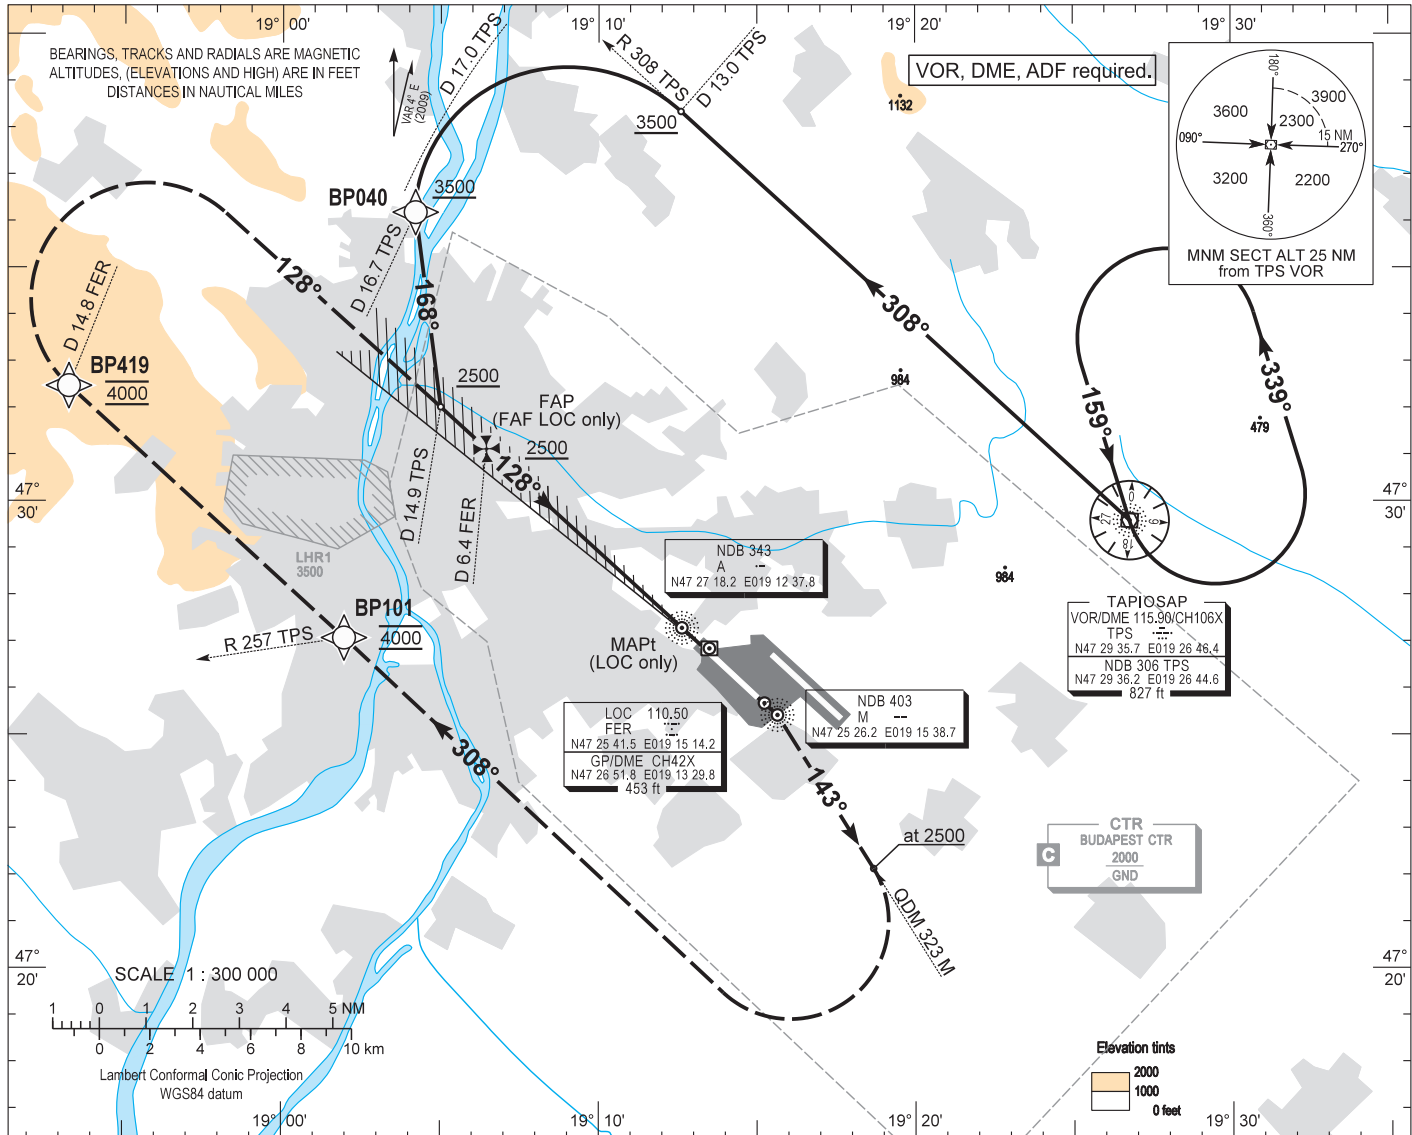 19° 00'
19° 10'
19° 20'
19° 30'
BEARINGS, TRACKS AND RADIALS ARE MAGNETIC
ALTITUDES, (ELEVATIONS AND HIGH) ARE IN FEET
DISTANCES IN NAUTICAL MILES
VAR 4° E
(2009)
D 17.0 TPS
R 308 TPS
D 13.0 TPS
3500
VOR, DME, ADF required.
1132
180°
3600
3900
2300
15 NM
090°
270°
3200
2200
360°
MNM SECT ALT 25 NM
from TPS VOR
BP040
3500
D 16.7 TPS
128°
168°
308°
D 14.8 FER
BP419
4000
2500
FAP
(FAF LOC only)
2500
128°
984
159°
339°
479
D 14.9 TPS
D 6.4 FER
47°
30'
47°
30'
0
9
18
27
LHR1
3500
NDB 343
A ·–
N47 27 18.2 E019 12 37.8
984
BP101
4000
R 257 TPS
MAPt
(LOC only)
TAPIOSAP
VOR/DME 115.90/CH106X
TPS
N47 29 35.7 E019 26 46.4
NDB 306 TPS
N47 29 36.2 E019 26 44.6
827 ft
LOC 110.50
FER
N47 25 41.5 E019 15 14.2
GP/DME CH42X
N47 26 51.8 E019 13 29.8
453 ft
NDB 403
M – –
N47 25 26.2 E019 15 38.7
308°
143°
at 2500
QDM 323 M
CTR
BUDAPEST CTR
C
2000
GND
47°
20'
47°
20'
SCALE 1 : 300 000
1 0 1 2 3 4 5 NM
0 2 4 6 8 10 km
Lambert Conformal Conic Projection
WGS84 datum
Elevation tints
2000
1000
0 feet
19° 00'
19° 10'
19° 20'
19° 30'